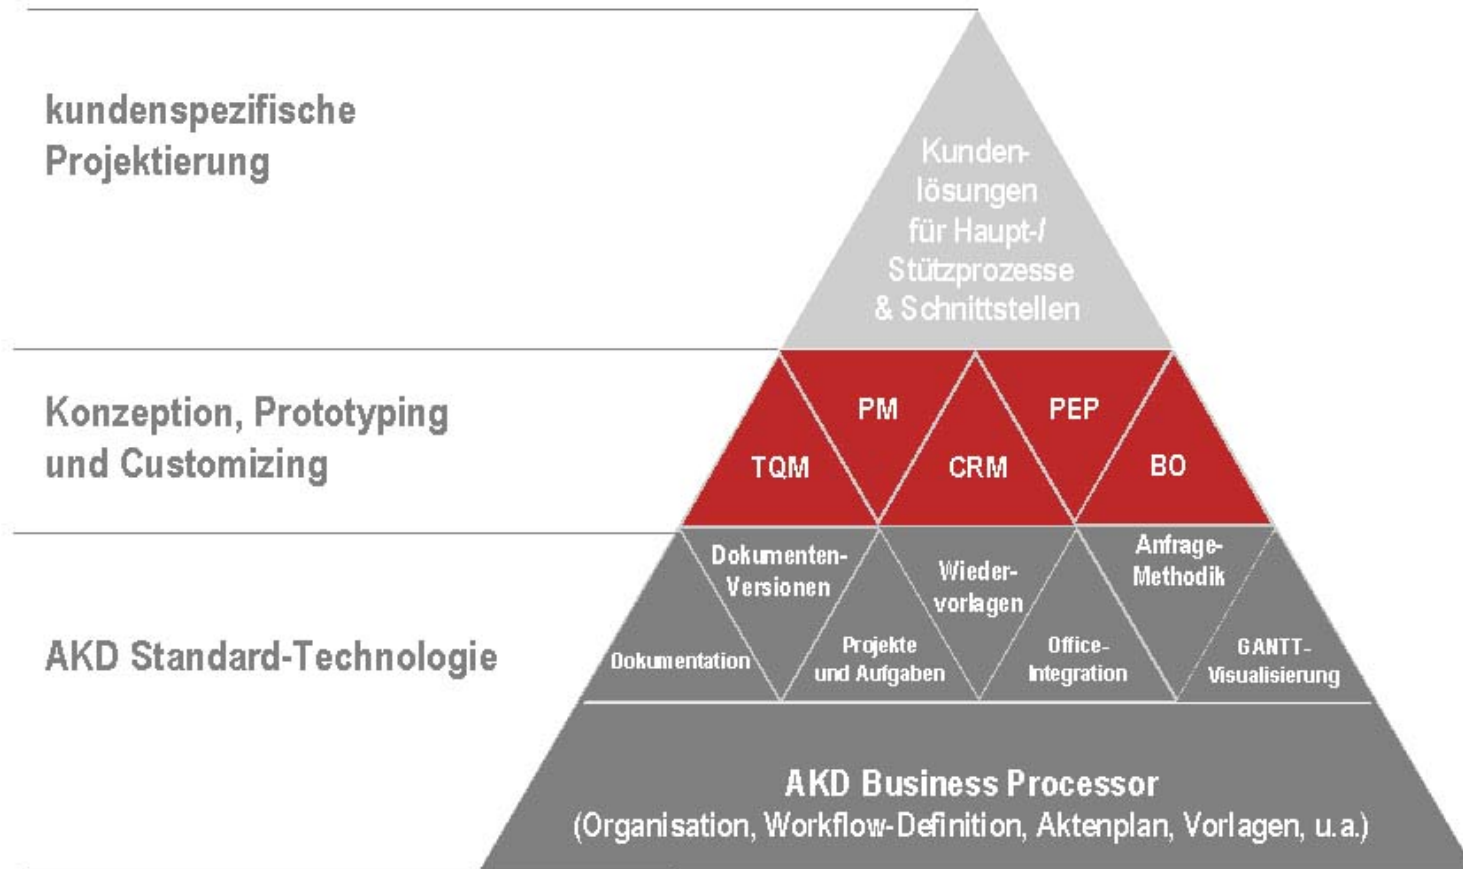 kundenspezifische
Projektierung
Kunden-
lösungen
für Haupt-/
Stützprozesse
& Schnittstellen
Konzeption, Prototyping
und Customizing
PM
PEP
TQM
CRM
BO
AKD Standard-Technologie
Dokumenten-
Versionen
Wieder-
vorlagen
Anfrage-
Methodik
Dokumentation
Projekte
und Aufgaben
Office-
Integration
GANTT-
Visualisierung
AKD Business Processor
(Organisation, Workflow-Definition, Aktenplan, Vorlagen, u.a.)